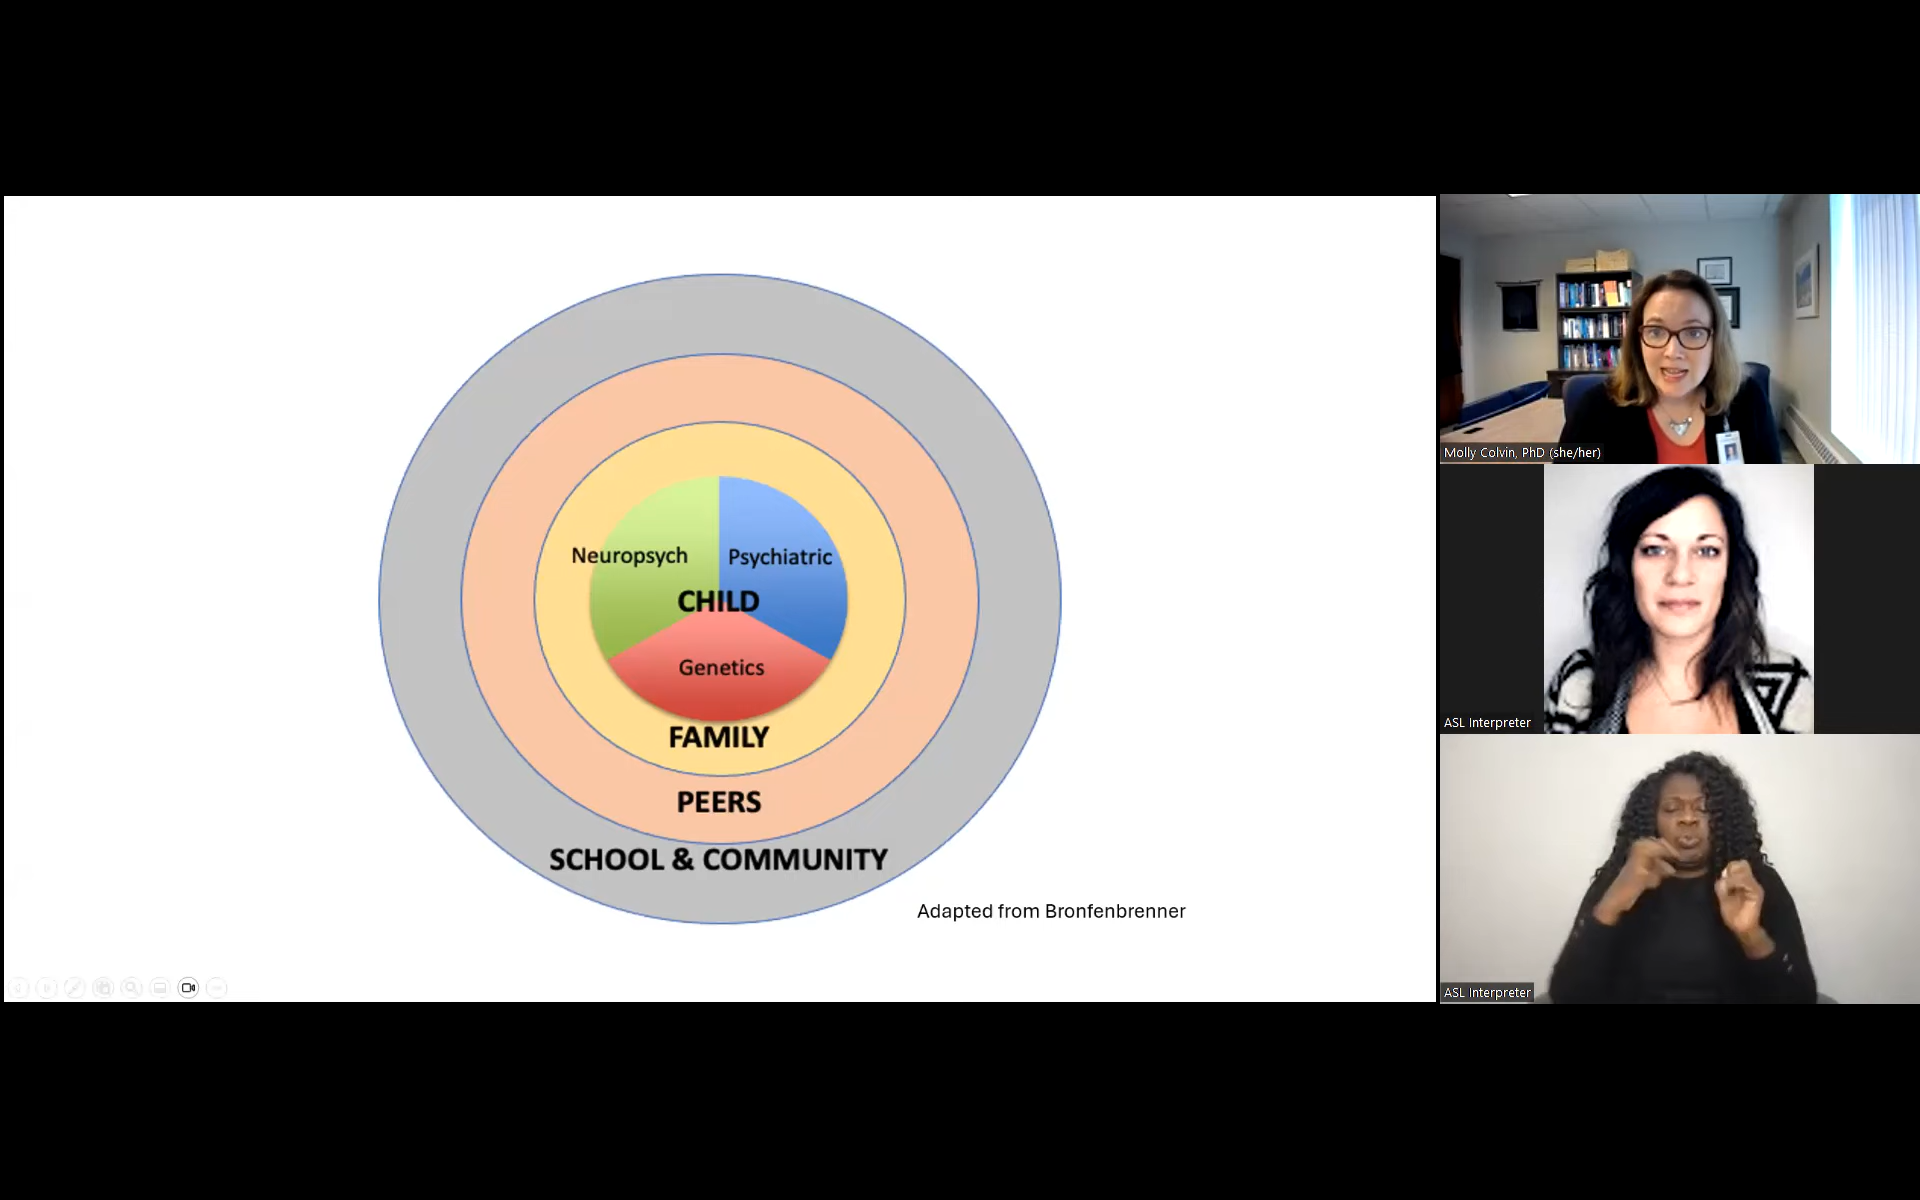 Neuropsych
Psychiatric
CHILD
Genetics
FAMILY
PEERS
SCHOOL & COMMUNITY
Adapted from Bronfenbrenner
Molly Colvin, PhD (she/her)
ASL Interpreter
ASL Interpreter